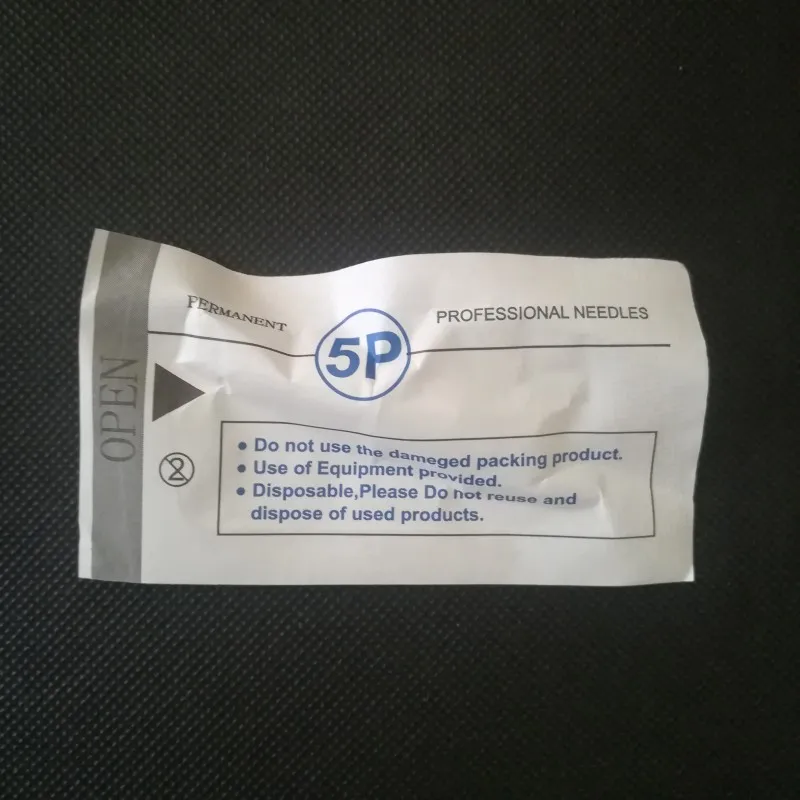 PERMANENT
PROFESSIONAL NEEDLES
5P
OPEN
2
• Do not use the dameged packing product.
• Use of Equipment provided.
• Disposable,Please Do not reuse and
dispose of used products.